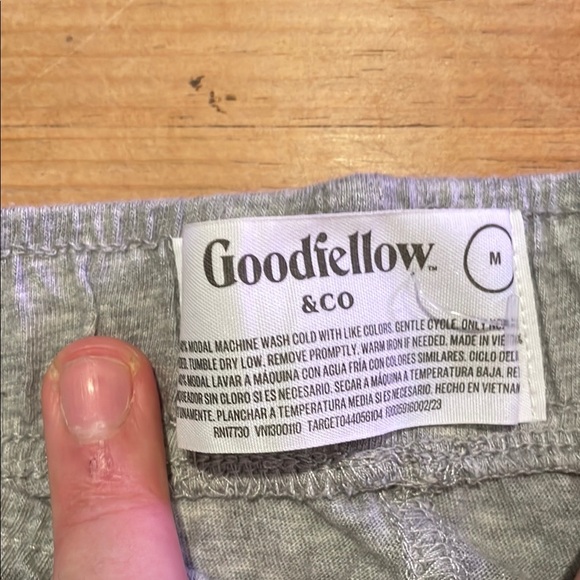 Goodfellow™
&CO
M
MODAL MACHINE WASH COLD WITH LIKE COLORS. GENTLE CYCLE. ONLY
TUMBLE DRY LOW. REMOVE PROMPTLY. WARM IRON IF NEEDED. MADE IN
MODAL LAVAR A MÁQUINA CON AGUA FRÍA CON COLORES SIMILARES. CICLO
SIN CLORO SI ES NECESARIO. SECAR A MÁQUINA A TEMPERATURA BAJA.
PLANCHAR A TEMPERATURA MEDIA SI ES NECESARIO. HECHO EN VIETNAM
RN17730 VN1300110 TARGET044056104